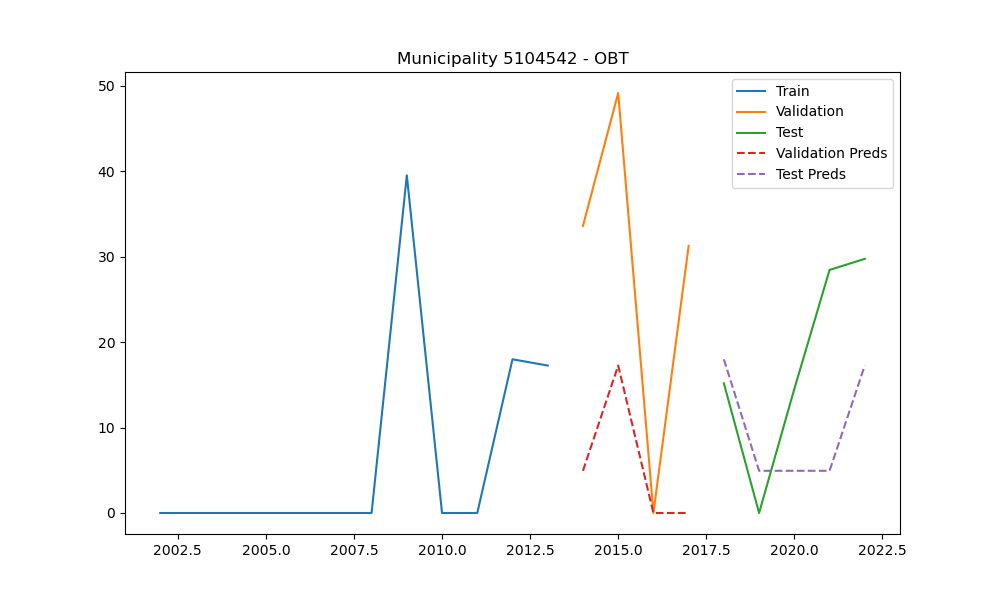 Municipality 5104542 - OBT
50
40
30
20
10
0
Train
Validation
Test
Validation Preds
Test Preds
2002.5 2005.0 2007.5 2010.0 2012.5 2015.0 2017.5 2020.0 2022.5